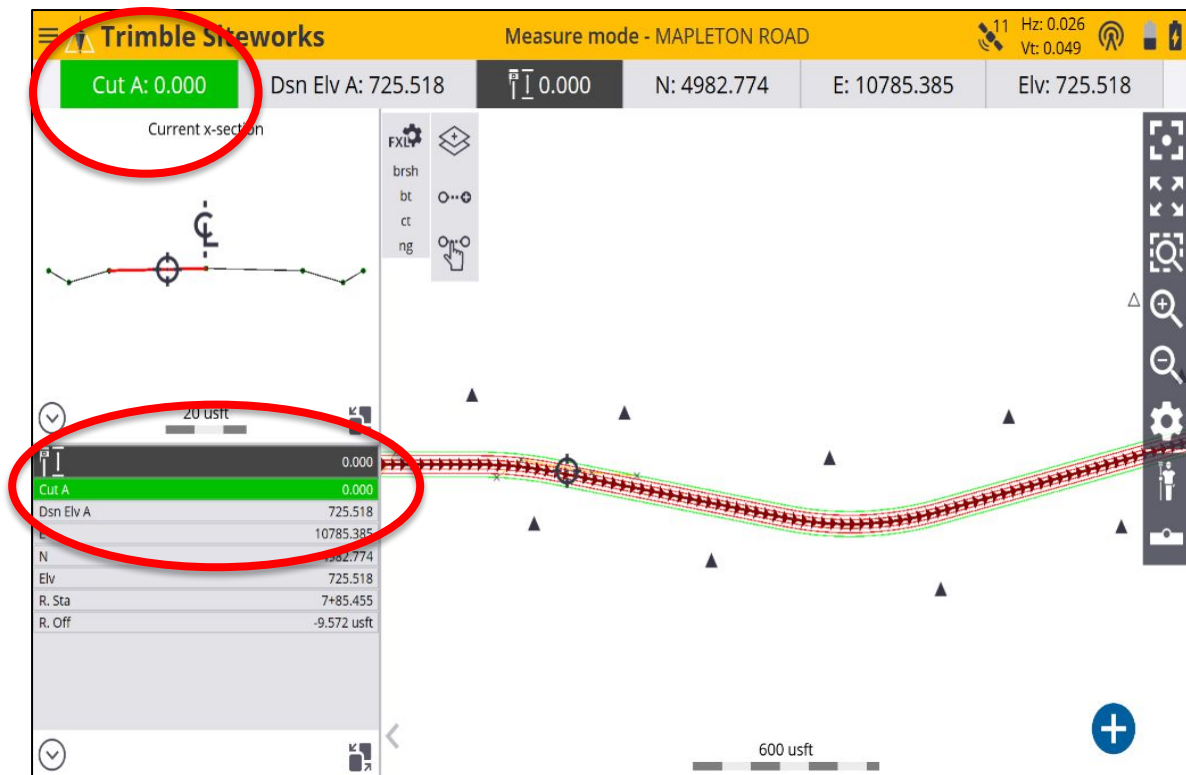 Trimble Siteworks
Measure mode - MAPLETON ROAD
11
Hz: 0.026
Vt: 0.049
Cut A: 0.000
Dsn Elv A: 725.518
0.000
N: 4982.774
E: 10785.385
Elv: 725.518
Current x-section
FXL
brsh
bt
ct
ng
20 usft
0.000
Cut A 0.000
Dsn Elv A 725.518
E 10785.385
N 4982.774
Elv 725.518
R. Sta 7+85.455
R. Off -9.572 usft
600 usft